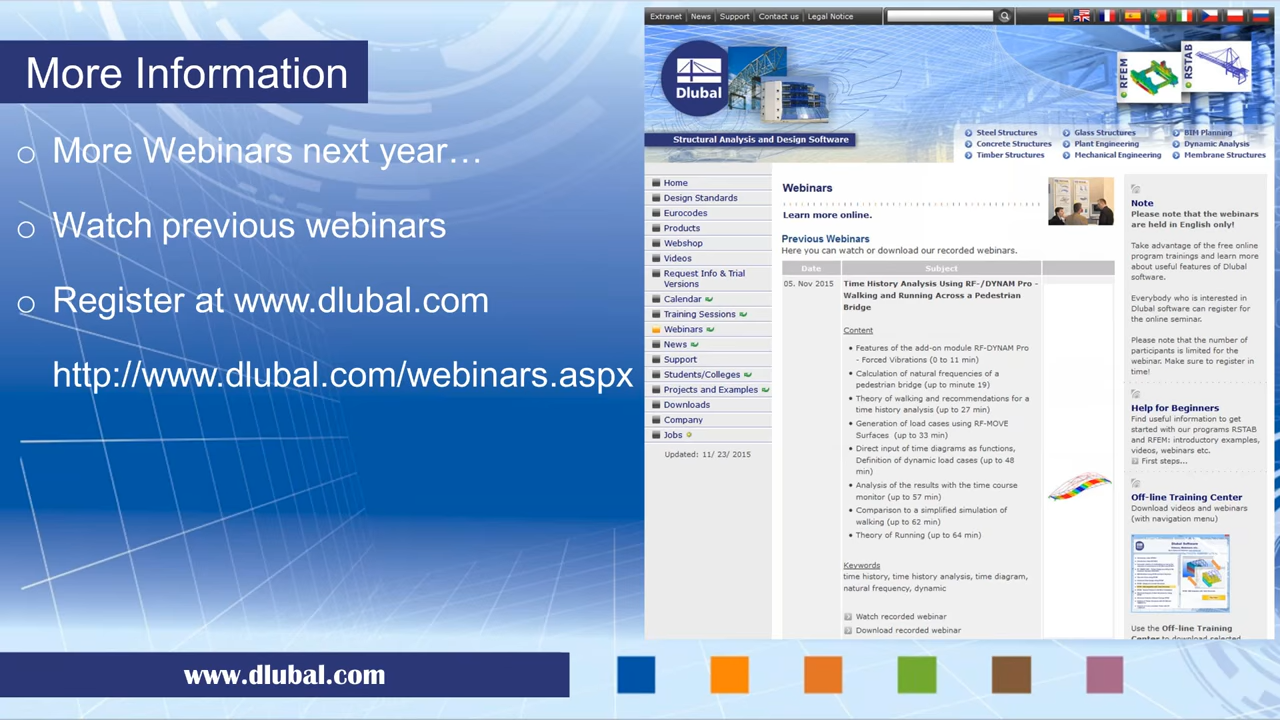 More Information
○ More Webinars next year…
○ Watch previous webinars
○ Register at www.dlubal.com
http://www.dlubal.com/webinars.aspx
www.dlubal.com
Extranet | News | Support | Contact us | Legal Notice
Dlubal
RFEM
RSTAB
Structural Analysis and Design Software
Steel Structures
Concrete Structures
Timber Structures
Glass Structures
Plant Engineering
Mechanical Engineering
BIM Planning
Dynamic Analysis
Membrane Structures
Home
Design Standards
Eurocodes
Products
Webshop
Videos
Request Info & Trial
Versions
Calendar
Training Sessions
Webinars
News
Support
Students/Colleges
Projects and Examples
Downloads
Company
Jobs
Updated: 11/ 23/ 2015
Webinars
Learn more online.
Previous Webinars
Here you can watch or download our recorded webinars.
Date Subject
05. Nov 2015 Time History Analysis Using RF-/DYNAM Pro -
Walking and Running Across a Pedestrian
Bridge
Content
• Features of the add-on module RF-DYNAM Pro
- Forced Vibrations (0 to 11 min)
• Calculation of natural frequencies of a
pedestrian bridge (up to minute 19)
• Theory of walking and recommendations for a
time history analysis (up to 27 min)
• Generation of load cases using RF-MOVE
Surfaces (up to 33 min)
• Direct input of time diagrams as functions,
Definition of dynamic load cases (up to 48
min)
• Analysis of the results with the time course
monitor (up to 57 min)
• Comparison to a simplified simulation of
walking (up to 62 min)
• Theory of Running (up to 64 min)
Keywords
time history, time history analysis, time diagram,
natural frequency, dynamic
Watch recorded webinar
Download recorded webinar
Note
Please note that the webinars
are held in English only!
Take advantage of the free online
program trainings and learn more
about useful features of Dlubal
software.
Everybody who is interested in
Dlubal software can register for
the online seminar.
Please note that the number of
participants is limited for the
webinar. Make sure to register in
time!
Help for Beginners
Find useful information to get
started with our programs RSTAB
and RFEM: introductory examples,
videos, webinars etc.
First steps...
Off-line Training Center
Download videos and webinars
(with navigation menu)
Use the Off-line Training
Center to download selected